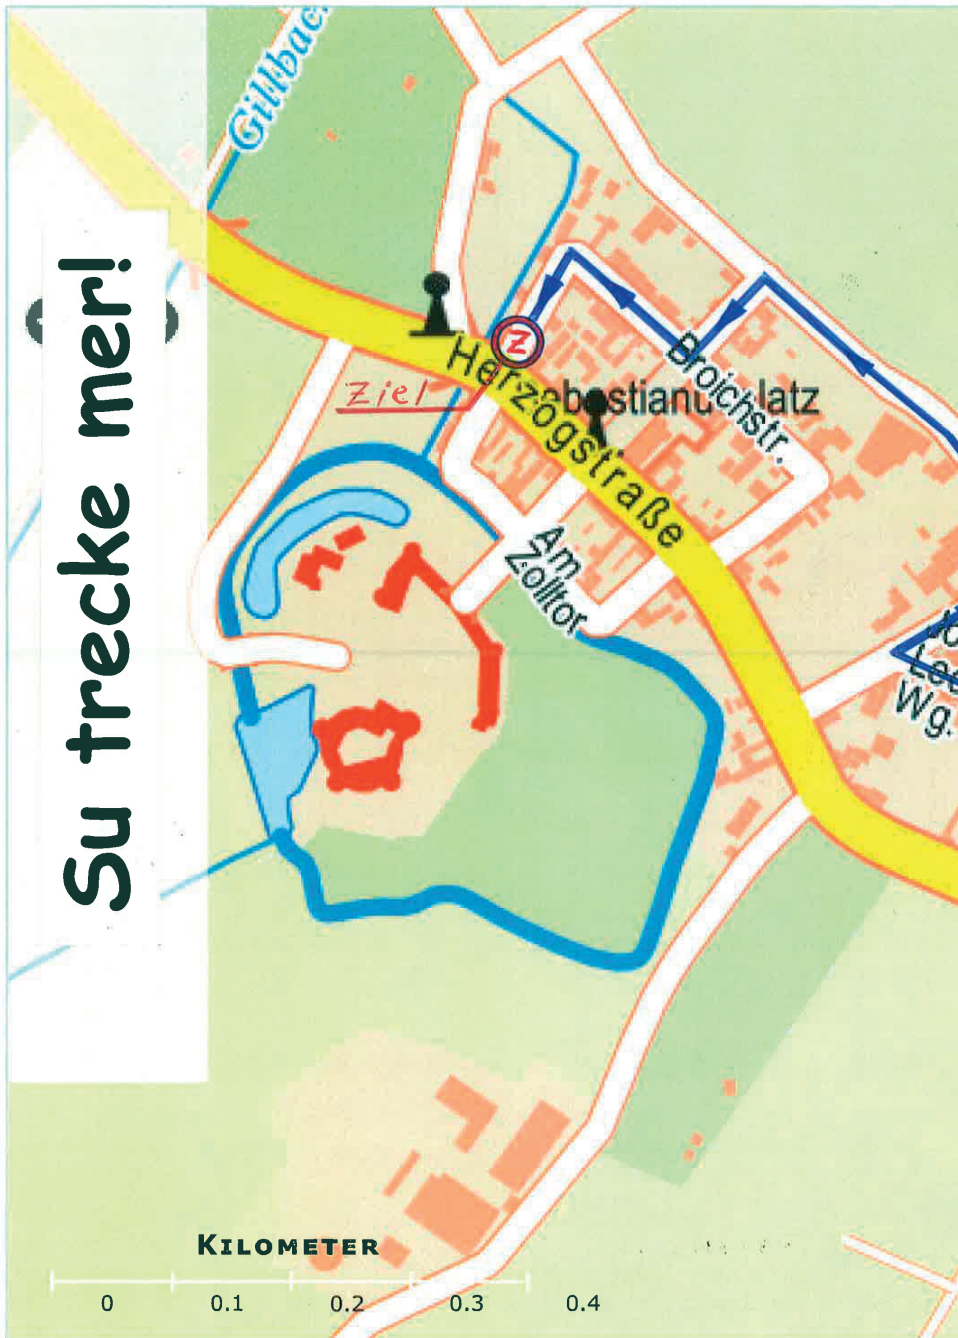 Gillbac
Su trecke mer!
Z
Ziel
Herzogstraße
ebastianusplatz
Broichstr.
Am
Zolltor
Wg.
KILOMETER
0 0.1 0.2 0.3 0.4